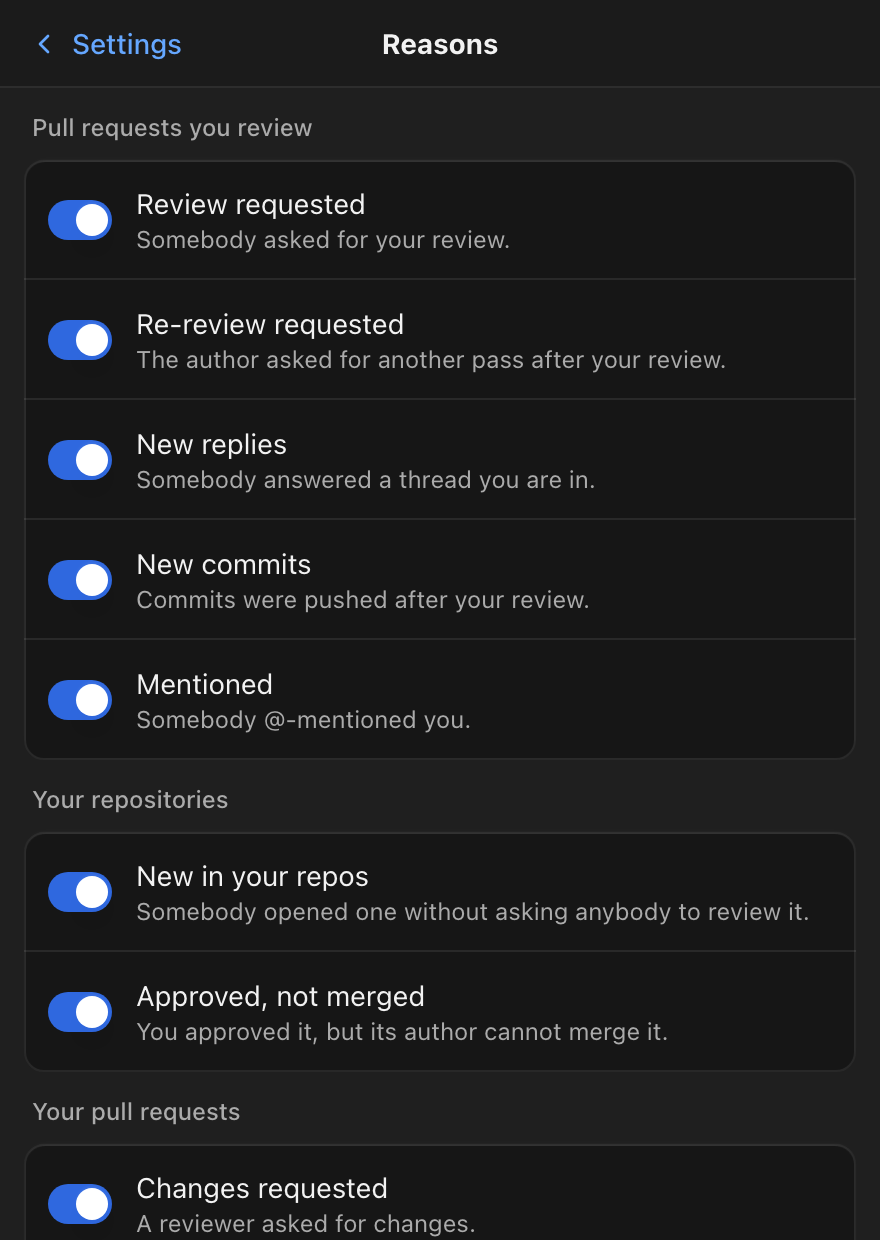 Settings
Reasons
Pull requests you review
Review requested
Somebody asked for your review.
Re-review requested
The author asked for another pass after your review.
New replies
Somebody answered a thread you are in.
New commits
Commits were pushed after your review.
Mentioned
Somebody @-mentioned you.
Your repositories
New in your repos
Somebody opened one without asking anybody to review it.
Approved, not merged
You approved it, but its author cannot merge it.
Your pull requests
Changes requested
A reviewer asked for changes.